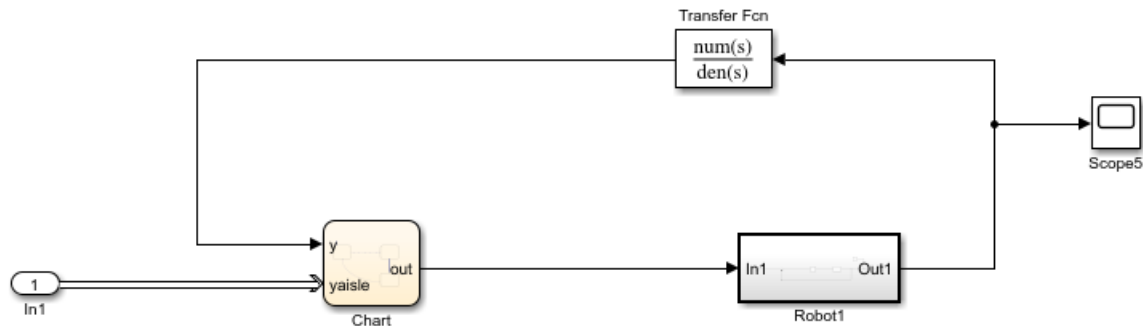 Transfer Fcn
num(s)
den(s)
Scope5
y
out
yaisle
Chart
1
In1
In1
Out1
Robot1